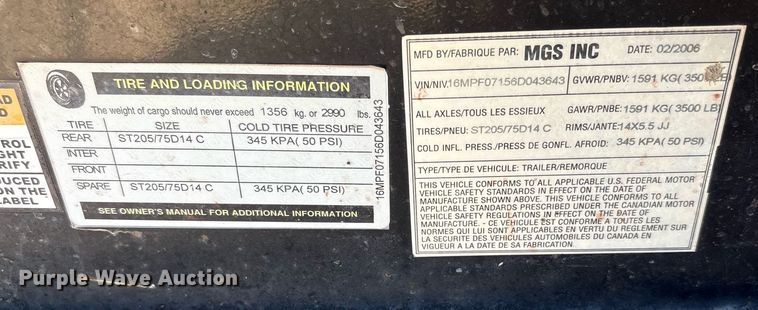 AD
ROL
GHT
RIFY
DUCED
ON THE
LABEL
TIRE AND LOADING INFORMATION
The weight of cargo should never exceed 1356 kg. or 2990 lbs.
TIRE SIZE COLD TIRE PRESSURE
REAR ST205/75D14 C 345 KPA( 50 PSI)
INTER
FRONT
SPARE ST205/75D14 C 345 KPA( 50 PSI)
SEE OWNER'S MANUAL FOR ADDITIONAL INFORMATION
16MPF07156D043643
MFD BY/FABRIQUE PAR: MGS INC DATE: 02/2006
VIN/NIV:16MPF07156D043643 GVWR/PNBV: 1591 KG( 3500 LB)
ALL AXLES/TOUS LES ESSIEUX GAWR/PNBE:1591 KG( 3500 LB)
TIRES/PNEU: ST205/75D14 C RIMS/JANTE:14X5.5 JJ
COLD INFL. PRESS./PRESS DE GONFL. AFROID: 345 KPA( 50 PSI)
TYPE/TYPE DE VEHICULE: TRAILER/REMORQUE
THIS VEHICLE CONFORMS TO ALL APPLICABLE U.S. FEDERAL MOTOR
VEHICLE SAFETY STANDARDS IN EFFECT ON THE DATE OF
MANUFACTURE SHOWN ABOVE. THIS VEHICLE CONFORMS TO ALL
APPLICABLE STANDARDS PRESCRIBED UNDER THE CANADIAN MOTOR
VEHICLE SAFETY REGULATIONS IN EFFECT ON THE DATE OF
MANUFACTURE. - CE VEHICULE EST CONFORME A TOUTES LES
NORMES QUI LUI SONT APPLICABLES EN VERTU DU REGLEMENT SUR
LA SECURITE DES VEHICULES AUTOMOBILES DU CANADA EN
VIGUEUR A LA DATE DE SA FABRICATION.
Purple Wave Auction